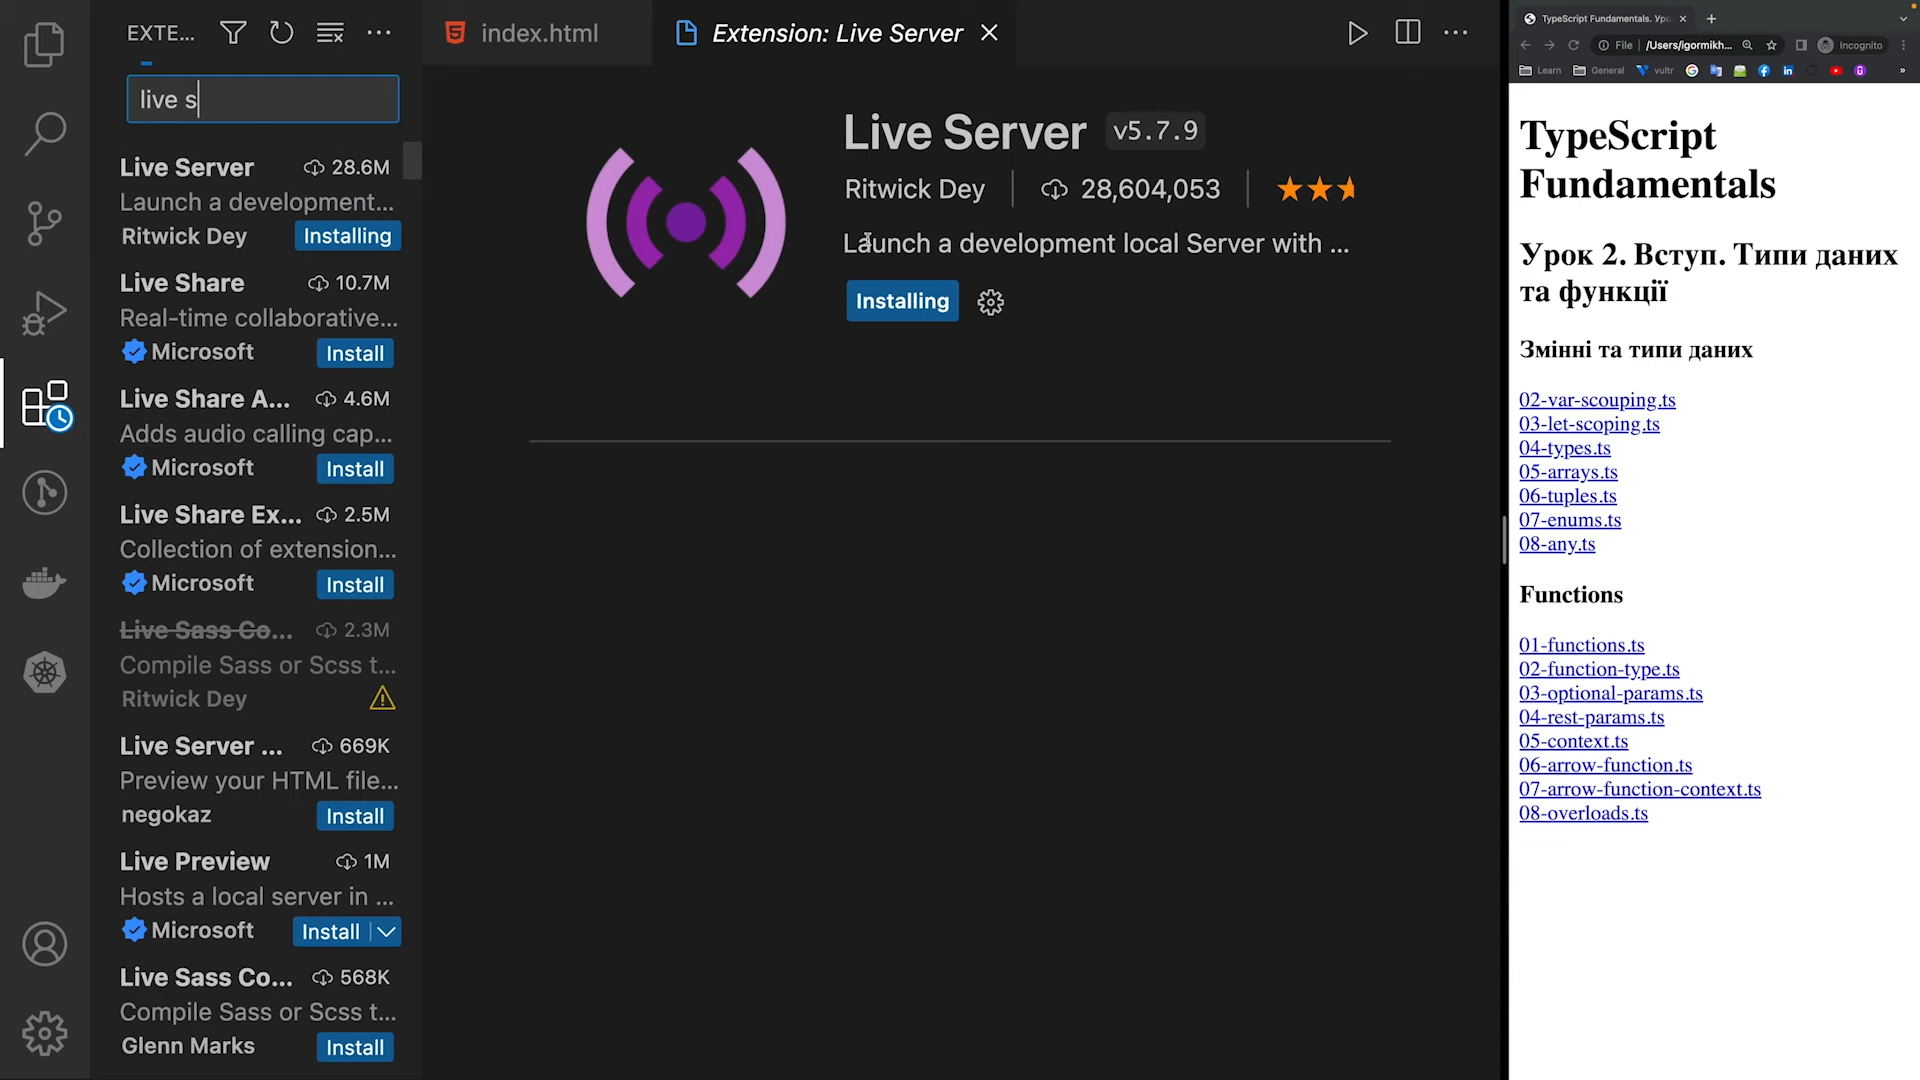 EXTE...
live s
Live Server 28.6M
Launch a development...
Ritwick Dey Installing
Live Share 10.7M
Real-time collaborative...
Microsoft Install
Live Share A... 4.6M
Adds audio calling cap...
Microsoft Install
Live Share Ex... 2.5M
Collection of extension...
Microsoft Install
Live Sass Co... 2.3M
Compile Sass or Scss t...
Ritwick Dey
Live Server ... 669K
Preview your HTML file...
negokaz Install
Live Preview 1M
Hosts a local server in ...
Microsoft Install
Live Sass Co... 568K
Compile Sass or Scss t...
Glenn Marks Install
index.html
Extension: Live Server
Live Server v5.7.9
Ritwick Dey 28,604,053
Launch a development local Server with ...
Installing
TypeScript Fundamentals. Уро
File /Users/igormikh... Incognito
Learn General vultr
TypeScript
Fundamentals
Урок 2. Вступ. Типи даних
та функції
Змінні та типи даних
02-var-scouping.ts
03-let-scoping.ts
04-types.ts
05-arrays.ts
06-tuples.ts
07-enums.ts
08-any.ts
Functions
01-functions.ts
02-function-type.ts
03-optional-params.ts
04-rest-params.ts
05-context.ts
06-arrow-function.ts
07-arrow-function-context.ts
08-overloads.ts